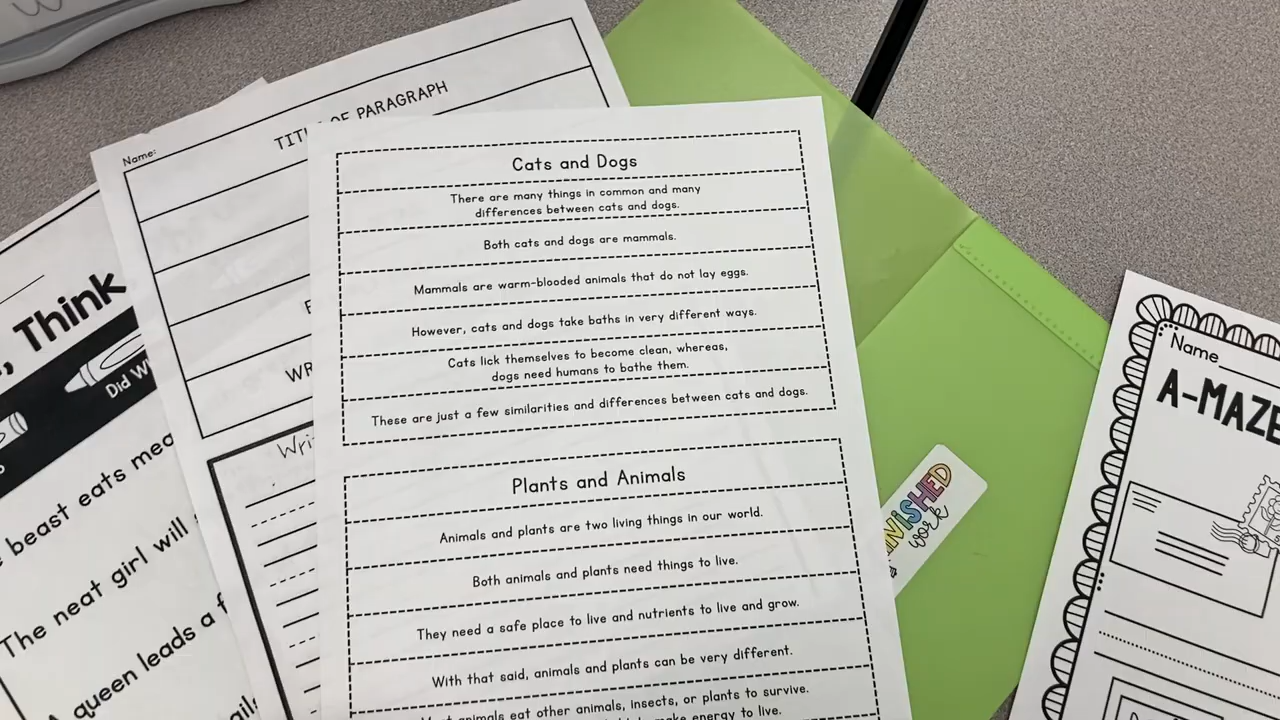 Name:
TITLE OF PARAGRAPH
Cats and Dogs
There are many things in common and many
differences between cats and dogs.
Both cats and dogs are mammals.
Mammals are warm-blooded animals that do not lay eggs.
However, cats and dogs take baths in very different ways.
Cats lick themselves to become clean, whereas,
dogs need humans to bathe them.
These are just a few similarities and differences between cats and dogs.
Plants and Animals
Animals and plants are two living things in our world.
Both animals and plants need things to live.
They need a safe place to live and nutrients to live and grow.
With that said, animals and plants can be very different.
animals eat other animals, insects, or plants to survive.
make energy to live.
Think
Did
beast eats
The neat girl will
A queen leads a
work
Name
A-MAZE